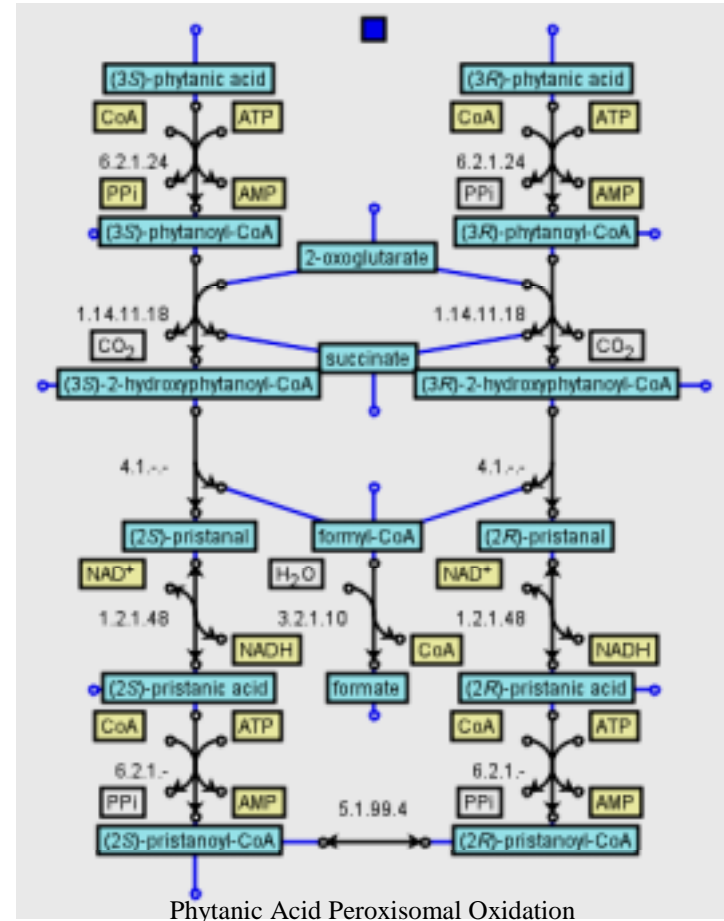 (3S)-phytanic acid (3R)-phytanic acid
CoA ATP CoA ATP
6.2.1.24 6.2.1.24
PPi AMP PPi AMP
(3S)-phytanoyl-CoA (3R)-phytanoyl-CoA
2-oxoglutarate
1.14.11.18 1.14.11.18
CO2 CO2
succinate
(3S)-2-hydroxyphytanoyl-CoA (3R)-2-hydroxyphytanoyl-CoA
4.1.-.- 4.1.-.-
(2S)-pristanal formyl-CoA (2R)-pristanal
NAD+ H2O NAD+
1.2.1.48 3.2.1.10 1.2.1.48
NADH CoA NADH
(2S)-pristanic acid formate (2R)-pristanic acid
CoA ATP CoA ATP
6.2.1.- 6.2.1.-
PPi AMP PPi AMP
5.1.99.4
(2S)-pristanoyl-CoA (2R)-pristanoyl-CoA
Phytanic Acid Peroxisomal Oxidation